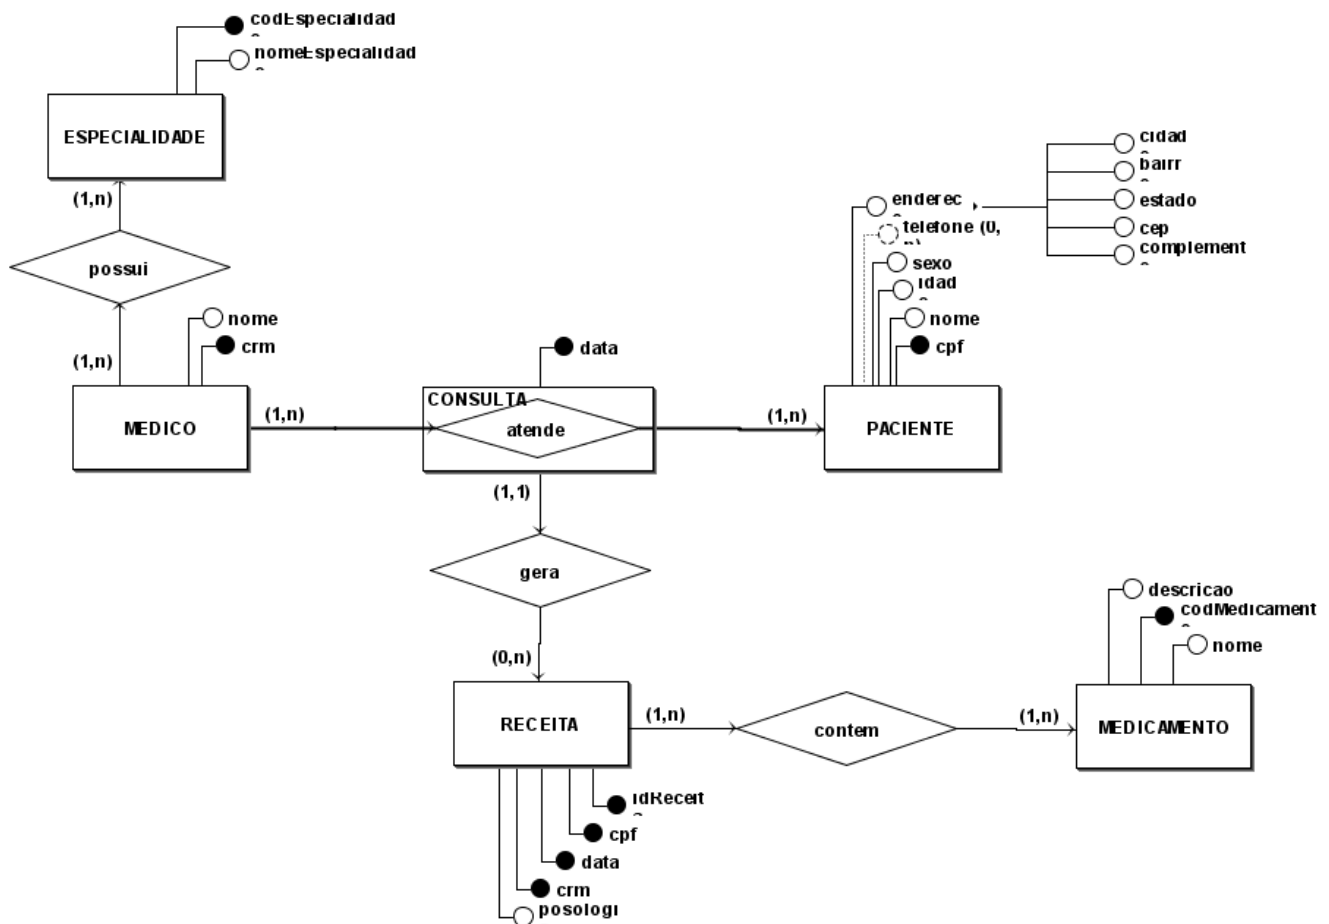 codEspecialidad
nomeEspecialidad
ESPECIALIDADE
(1,n)
possui
(1,n)
nome
crm
MEDICO
(1,n)
data
CONSULTA
atende
(1,n)
cidad
bairr
estado
cep
complement
enderec
telefone (0,
n)
sexo
idad
nome
cpf
PACIENTE
(1,1)
gera
(0,n)
RECEITA
(1,n)
contem
(1,n)
descricao
codMedicament
nome
MEDICAMENTO
idReceit
cpf
data
crm
posologi